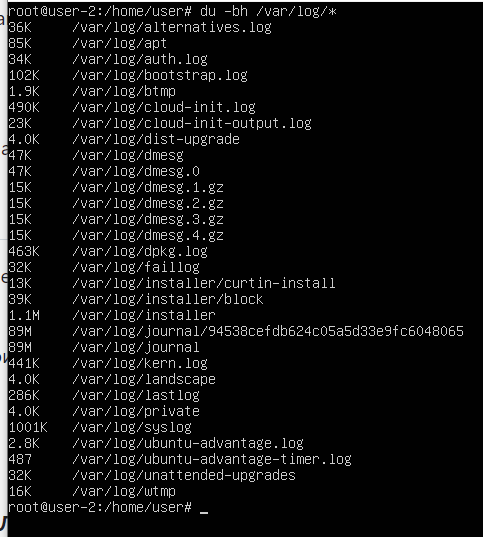 root@user-2:/home/user# du -bh /var/log/*
36K /var/log/alternatives.log
85K /var/log/apt
34K /var/log/auth.log
102K /var/log/bootstrap.log
1.9K /var/log/btmp
490K /var/log/cloud-init.log
23K /var/log/cloud-init-output.log
4.0K /var/log/dist-upgrade
47K /var/log/dmesg
47K /var/log/dmesg.0
15K /var/log/dmesg.1.gz
15K /var/log/dmesg.2.gz
15K /var/log/dmesg.3.gz
15K /var/log/dmesg.4.gz
463K /var/log/dpkg.log
32K /var/log/faillog
13K /var/log/installer/curtin-install
39K /var/log/installer/block
1.1M /var/log/installer
89M /var/log/journal/94538cefdb624c05a5d33e9fc6048065
89M /var/log/journal
441K /var/log/kern.log
4.0K /var/log/landscape
286K /var/log/lastlog
4.0K /var/log/private
1001K /var/log/syslog
2.8K /var/log/ubuntu-advantage.log
487 /var/log/ubuntu-advantage-timer.log
32K /var/log/unattended-upgrades
16K /var/log/wtmp
root@user-2:/home/user# _